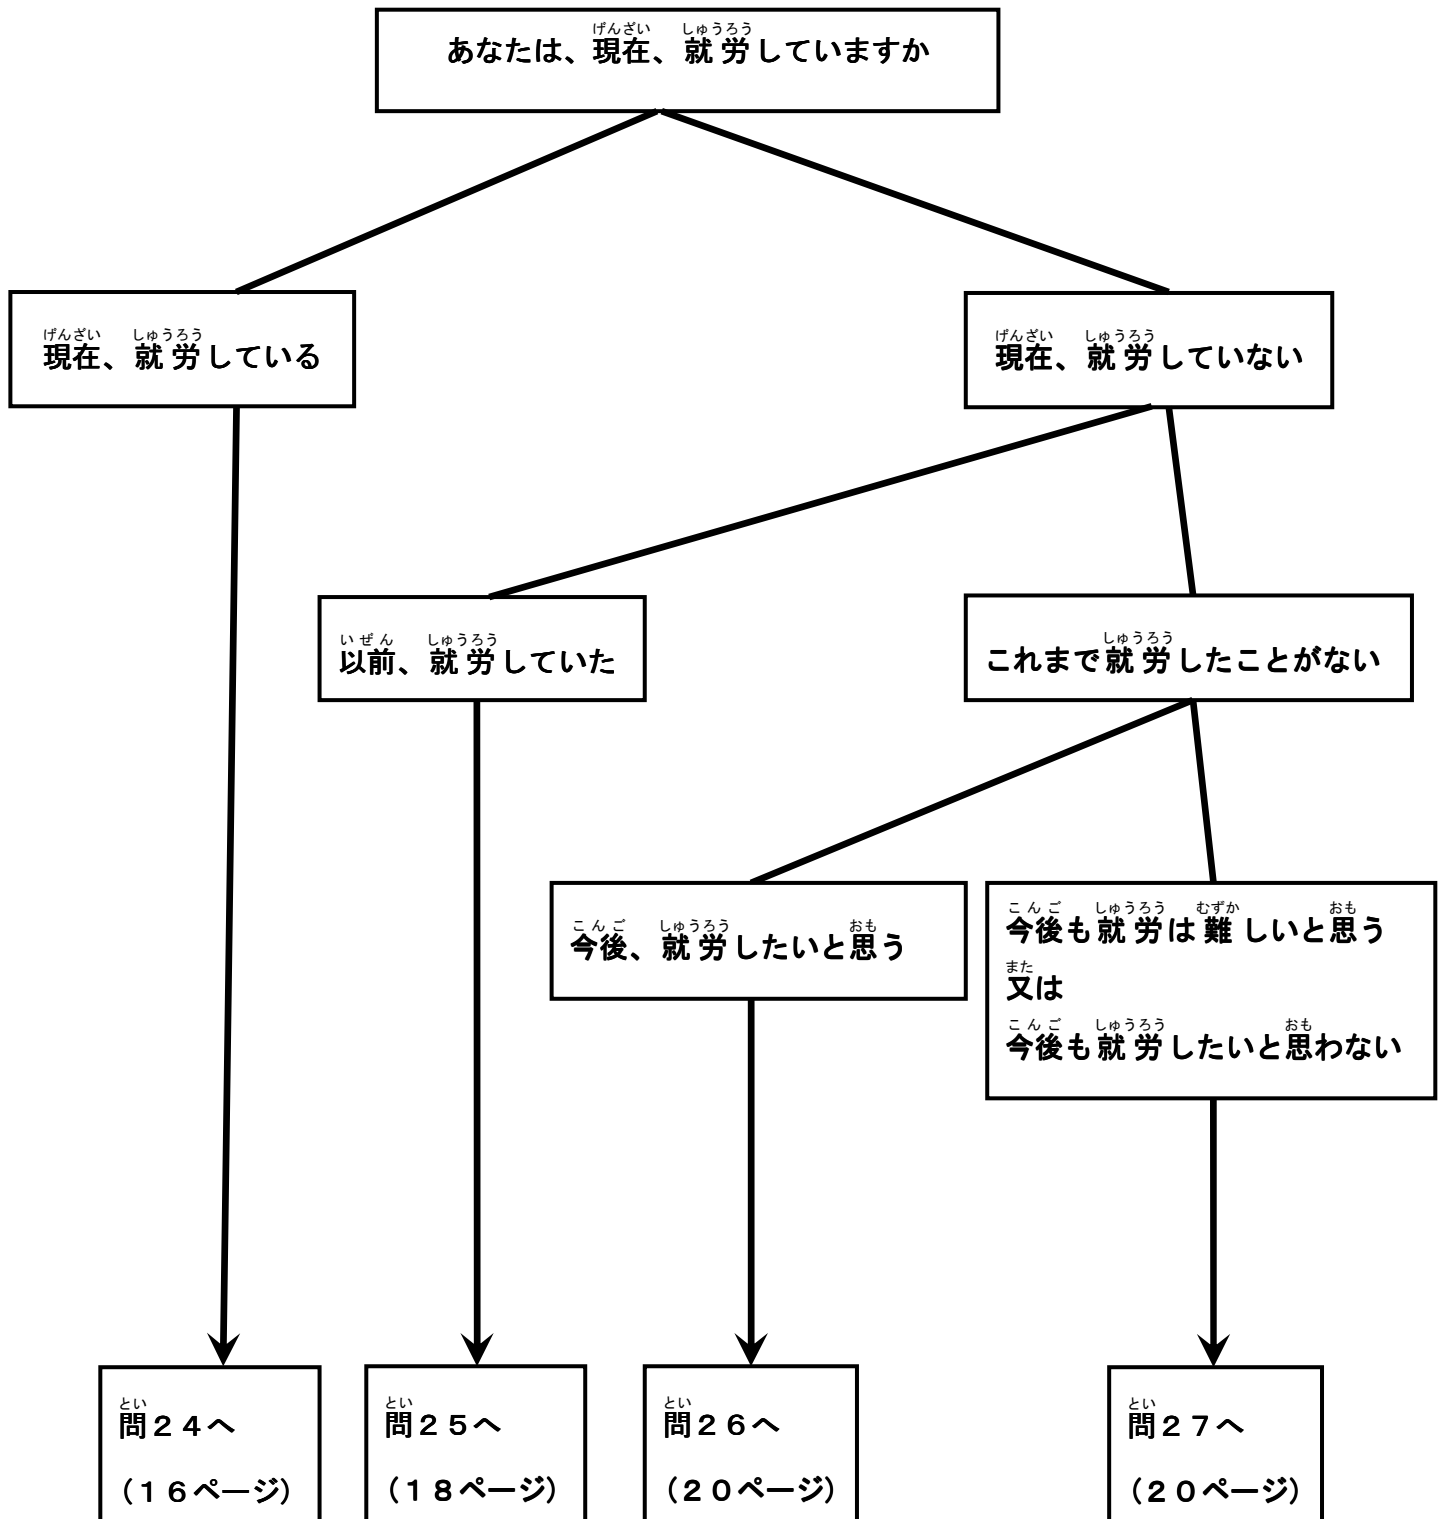 あなたは、現在、就労していますか
現在、就労している
現在、就労していない
以前、就労していた
これまで就労したことがない
今後、就労したいと思う
今後も就労は難しいと思う
又は
今後も就労したいと思わない
問２４へ
（１６ページ）
問２５へ
（１８ページ）
問２６へ
（２０ページ）
問２７へ
（２０ページ）